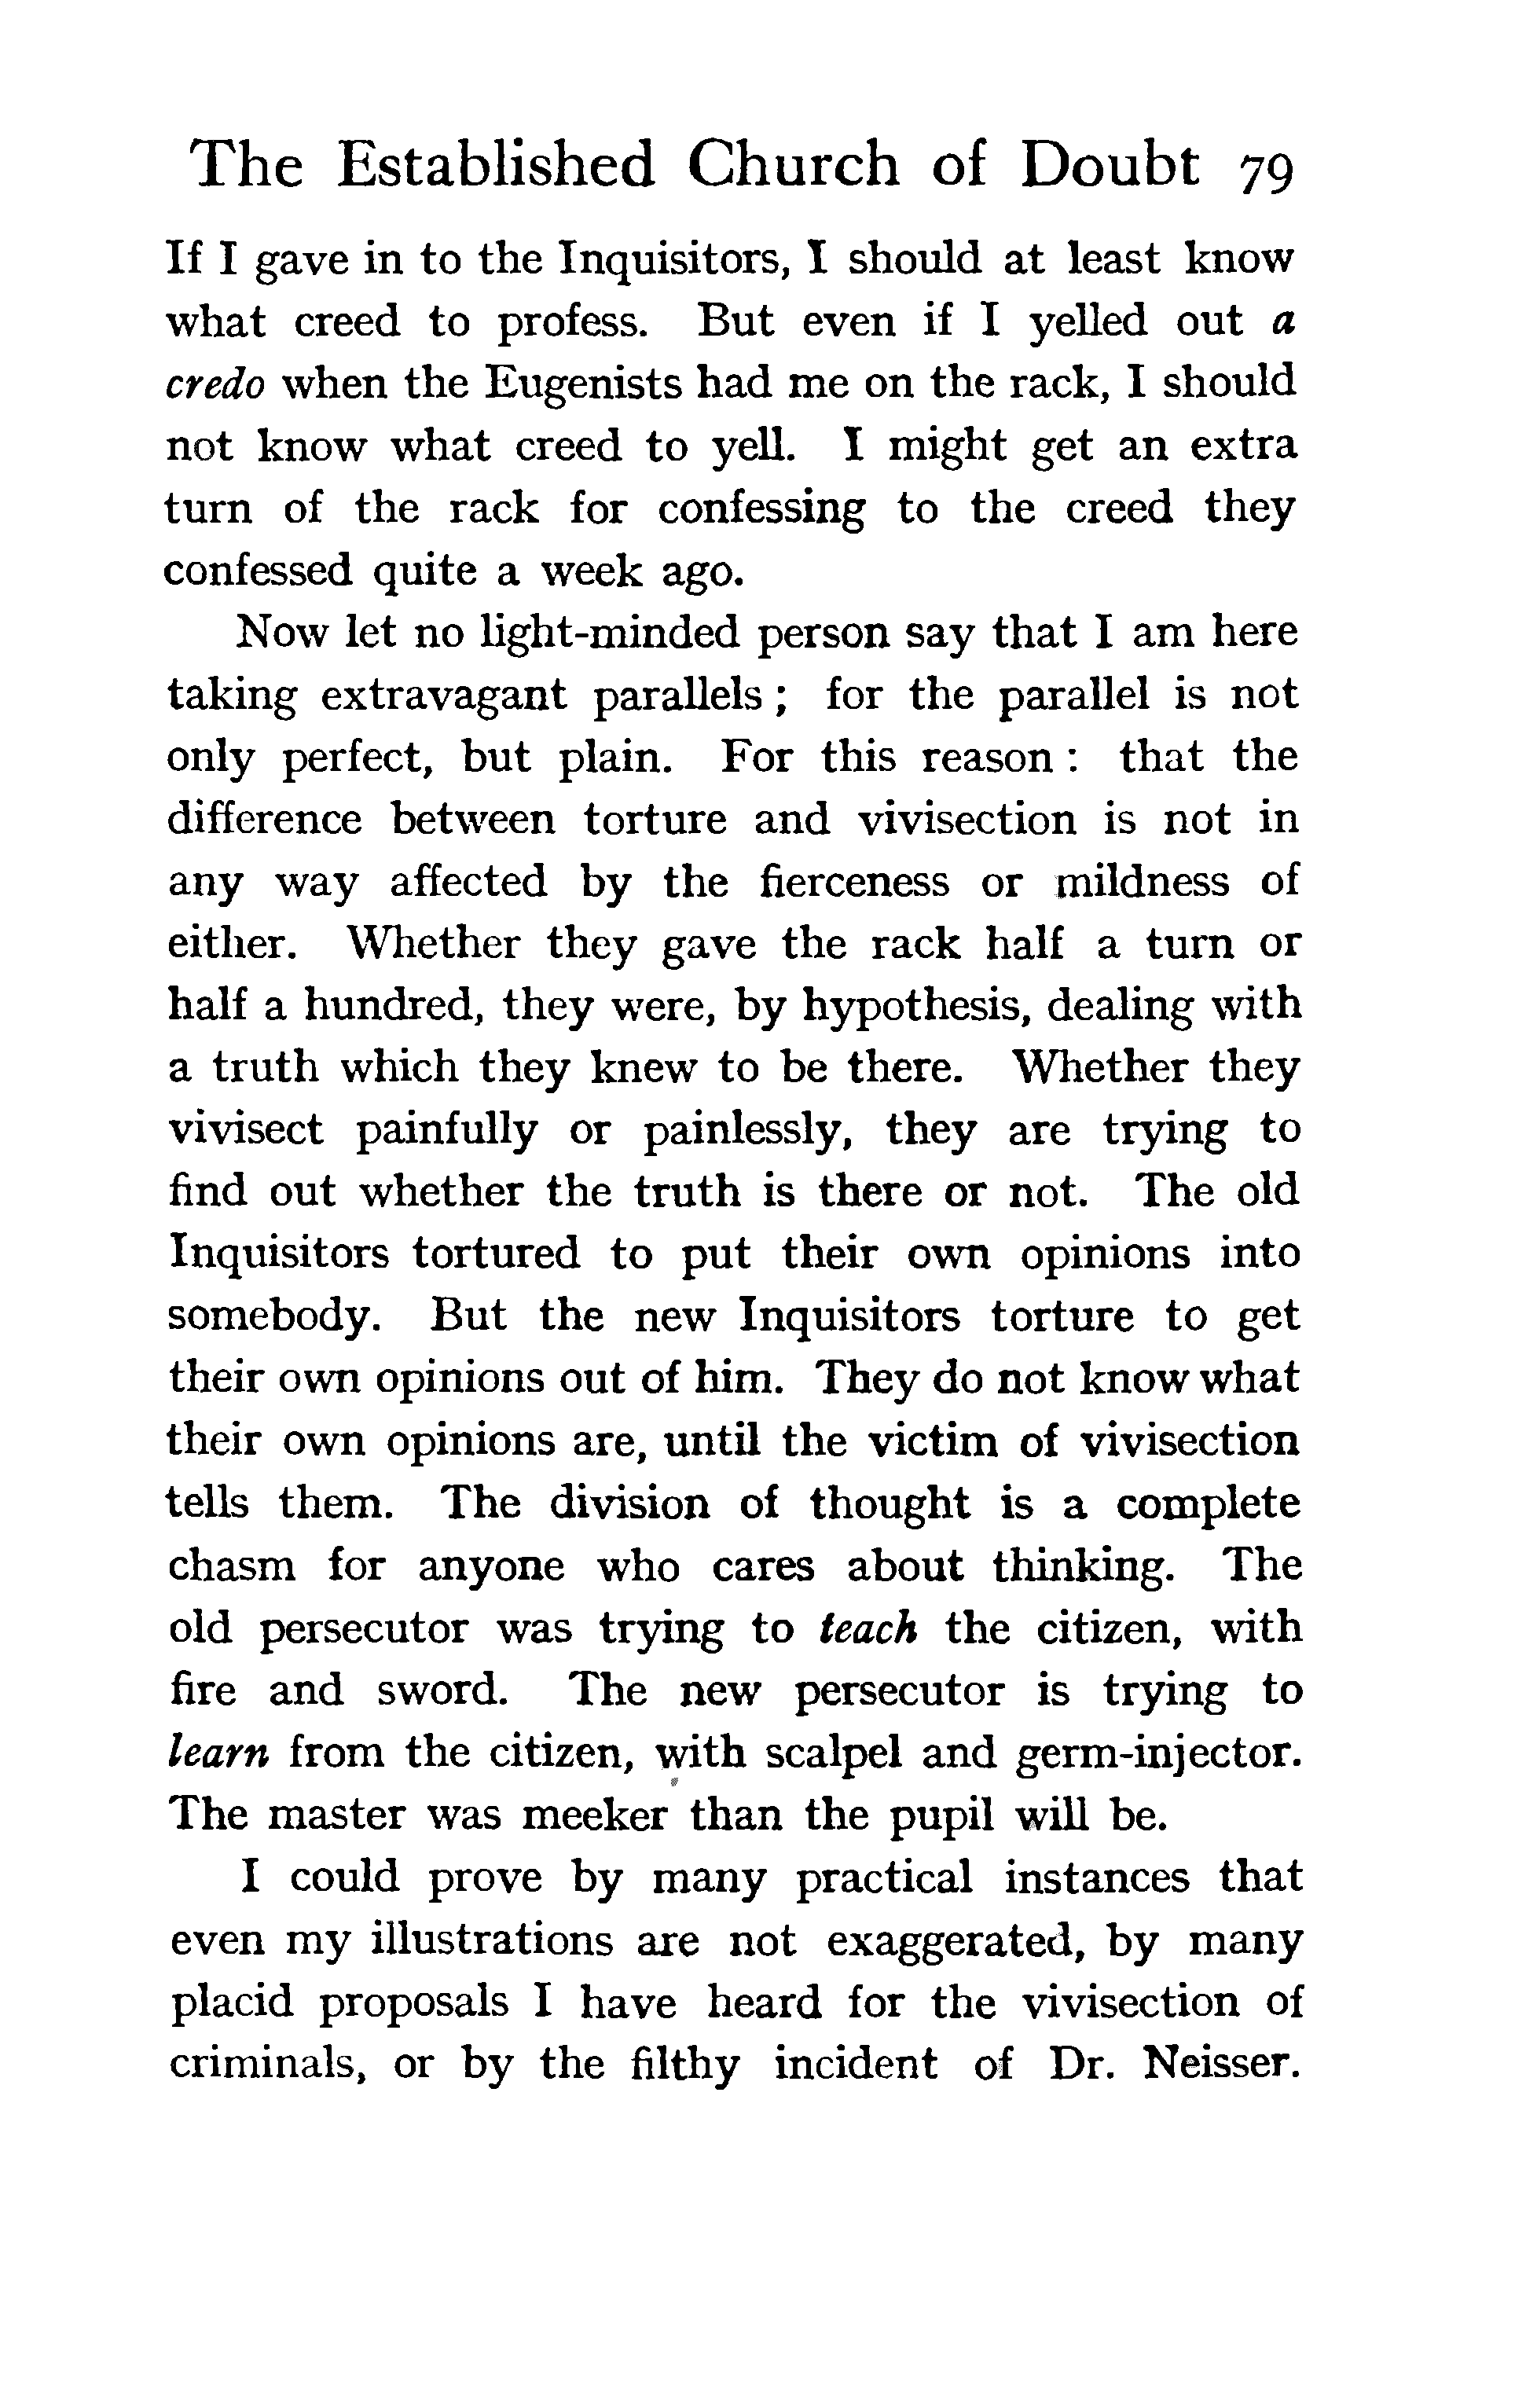 The Established Church of Doubt 79
If I gave in to the Inquisitors, I should at least know
what creed to profess. But even if I yelled out a
credo when the Eugenists had me on the rack, I should
not know what creed to yell. I might get an extra
turn of the rack for confessing to the creed they
confessed quite a week ago.
Now let no light-minded person say that I am here
taking extravagant parallels ; for the parallel is not
only perfect, but plain. For this reason : that the
difference between torture and vivisection is not in
any way affected by the fierceness or mildness of
either. Whether they gave the rack half a turn or
half a hundred, they were, by hypothesis, dealing with
a truth which they knew to be there. Whether they
vivisect painfully or painlessly, they are trying to
find out whether the truth is there or not. The old
Inquisitors tortured to put their own opinions into
somebody. But the new Inquisitors torture to get
their own opinions out of him. They do not know what
their own opinions are, until the victim of vivisection
tells them. The division of thought is a complete
chasm for anyone who cares about thinking. The
old persecutor was trying to teach the citizen, with
fire and sword. The new persecutor is trying to
learn from the citizen, with scalpel and germ-injector.
The master was meeker than the pupil will be.
I could prove by many practical instances that
even my illustrations are not exaggerated, by many
placid proposals I have heard for the vivisection of
criminals, or by the filthy incident of Dr. Neisser.